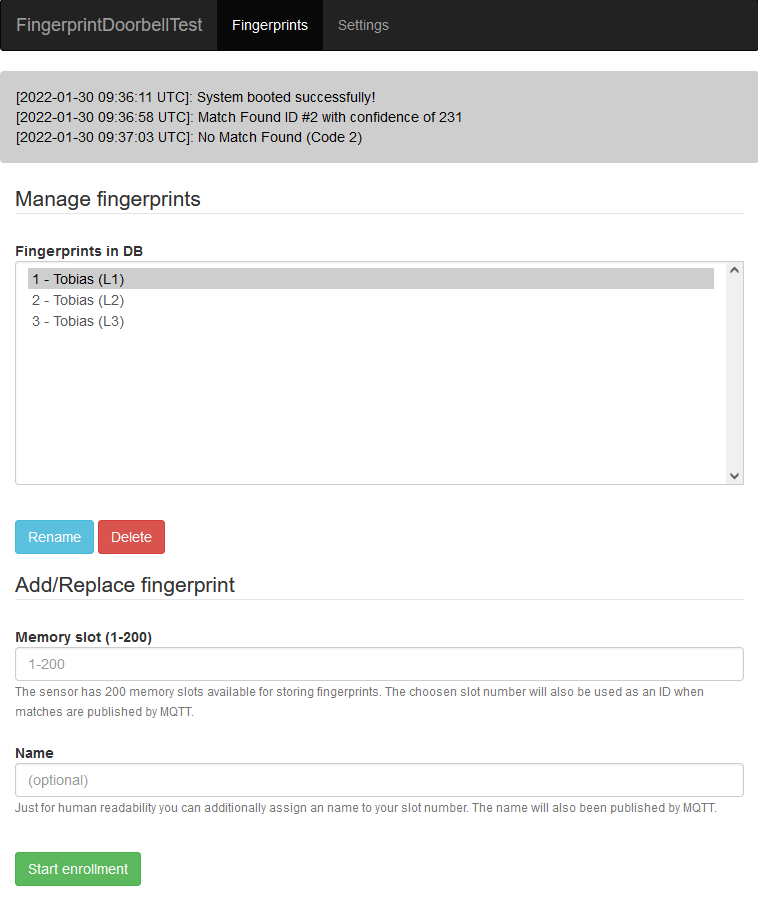 FingerprintDoorbellTest Fingerprints Settings
[2022-01-30 09:36:11 UTC]: System booted successfully!
[2022-01-30 09:36:58 UTC]: Match Found ID #2 with confidence of 231
[2022-01-30 09:37:03 UTC]: No Match Found (Code 2)
Manage fingerprints
Fingerprints in DB
1 - Tobias (L1)
2 - Tobias (L2)
3 - Tobias (L3)
Rename Delete
Add/Replace fingerprint
Memory slot (1-200)
1-200
The sensor has 200 memory slots available for storing fingerprints. The choosen slot number will also be used as an ID when
matches are published by MQTT.
Name
(optional)
Just for human readability you can additionally assign an name to your slot number. The name will also been published by MQTT.
Start enrollment